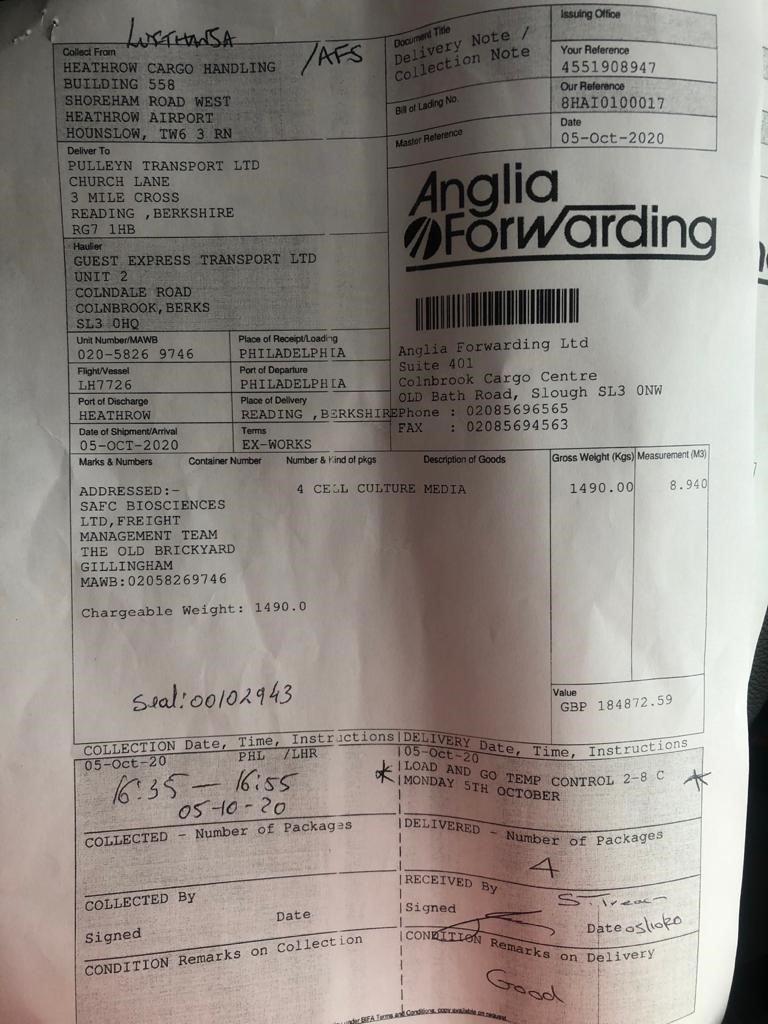 LUFTHANSA
/AFS
Collect From
HEATHROW CARGO HANDLING
BUILDING 558
SHOREHAM ROAD WEST
HEATHROW AIRPORT
HOUNSLOW, TW6 3 RN
Document Title
Delivery Note /
Collection Note
Bill of Lading No.
Master Reference
Issuing Office
Your Reference
4551908947
Our Reference
8HAI0100017
Date
05-Oct-2020
Deliver To
PULLEYN TRANSPORT LTD
CHURCH LANE
3 MILE CROSS
READING ,BERKSHIRE
RG7 1HB
Anglia
Forwarding
Haulier
GUEST EXPRESS TRANSPORT LTD
UNIT 2
COLNDALE ROAD
COLNBROOK,BERKS
SL3 0HQ
Unit Number/MAWB
020-5826 9746
Place of Receipt/Loading
PHILADELPHIA
Flight/Vessel
LH7726
Port of Departure
PHILADELPHIA
Port of Discharge
HEATHROW
Place of Delivery
READING ,BERKSHIRE
Date of Shipment/Arrival
05-OCT-2020
Terms
EX-WORKS
Anglia Forwarding Ltd
Suite 401
Colnbrook Cargo Centre
OLD Bath Road, Slough SL3 0NW
Phone : 02085696565
FAX : 02085694563
Marks & Numbers Container Number Number & Kind of pkgs Description of Goods Gross Weight (Kgs) Measurement (M3)
ADDRESSED:- 4 CELL CULTURE MEDIA 1490.00 8.940
SAFC BIOSCIENCES
LTD,FREIGHT
MANAGEMENT TEAM
THE OLD BRICKYARD
GILLINGHAM
MAWB:02058269746
Chargeable Weight: 1490.0
Seal:00102943
Value
GBP 184872.59
COLLECTION Date, Time, Instructions
05-Oct-20 PHL /LHR
16:35 - 16:55
05-10-20
DELIVERY Date, Time, Instructions
05-Oct-20
* LOAD AND GO TEMP CONTROL 2-8 C *
MONDAY 5TH OCTOBER
COLLECTED - Number of Packages
DELIVERED - Number of Packages
4
COLLECTED By
Signed Date
RECEIVED By
Signed
Date
CONDITION Remarks on Collection
CONDITION Remarks on Delivery
Good
under BIFA Terms and Conditions, copy available on request